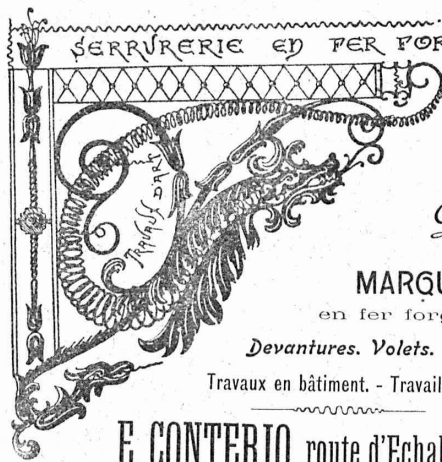 SERRURERIE EN FER FOR
TRAVAUX D'ART
MARQU
en fer forg
Devantures. Volets.
Travaux en bâtiment. - Travail
E. CONTERIO, route d'Echal